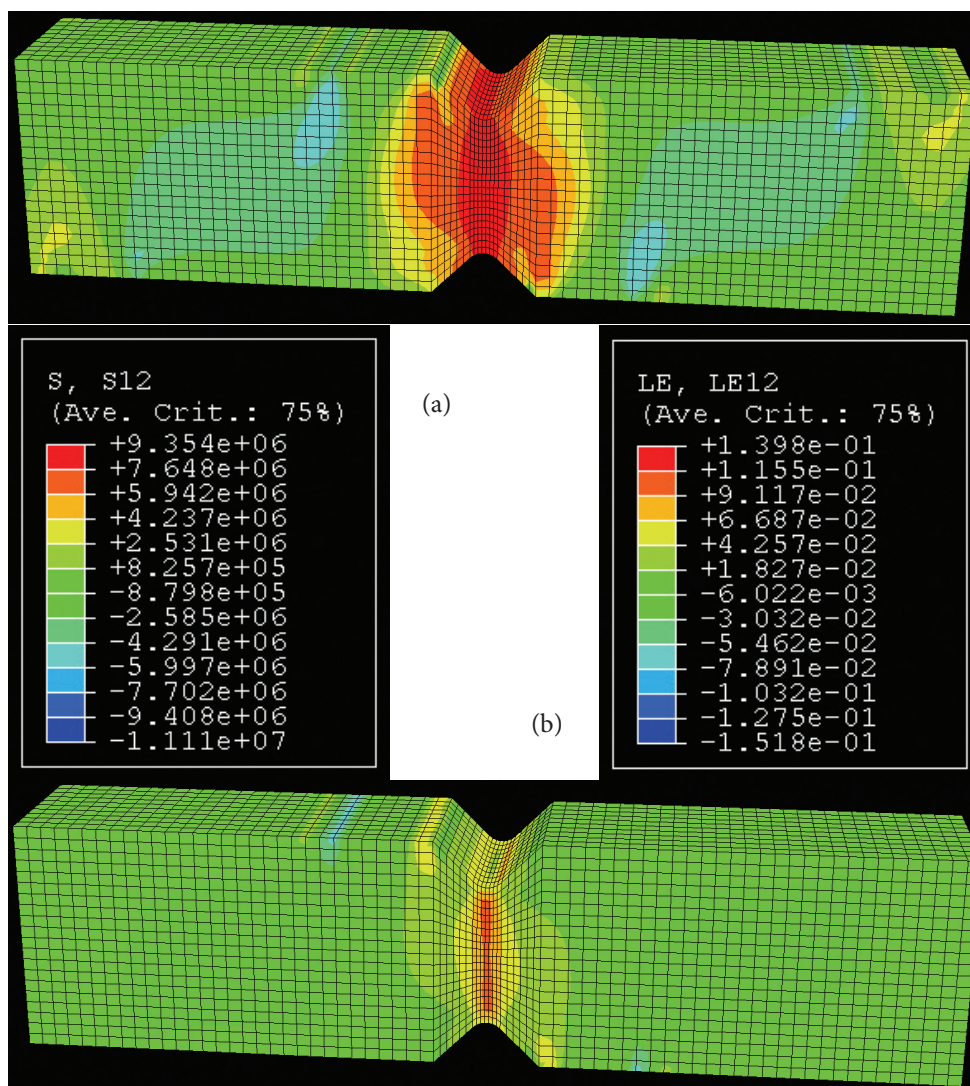 S, S12
(Ave. Crit.: 75%)
+9.354e+06
+7.648e+06
+5.942e+06
+4.237e+06
+2.531e+06
+8.257e+05
−8.798e+05
−2.585e+06
−4.291e+06
−5.997e+06
−7.702e+06
−9.408e+06
−1.111e+07
(a)
(b)
LE, LE12
(Ave. Crit.: 75%)
+1.398e−01
+1.155e−01
+9.117e−02
+6.687e−02
+4.257e−02
+1.827e−02
−6.022e−03
−3.032e−02
−5.462e−02
−7.891e−02
−1.032e−01
−1.275e−01
−1.518e−01